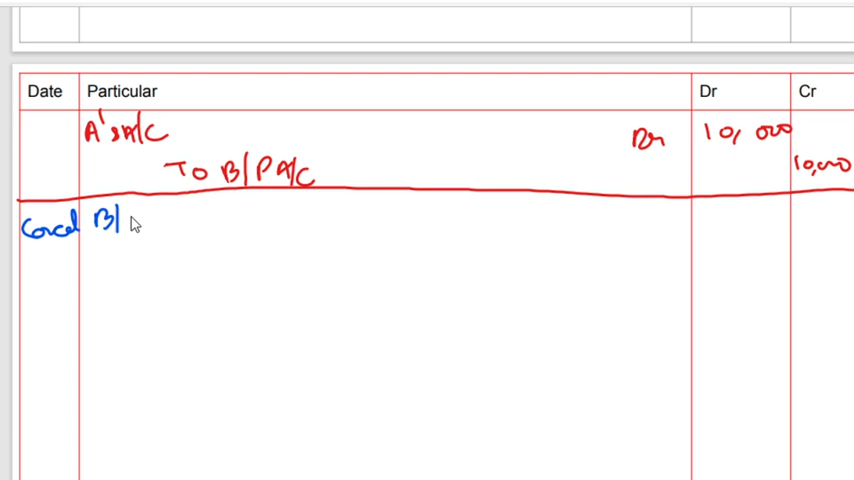 Date Particular Dr Cr
A's A/C Dr 10,000
To B/P A/C 10,000
Cancel B/